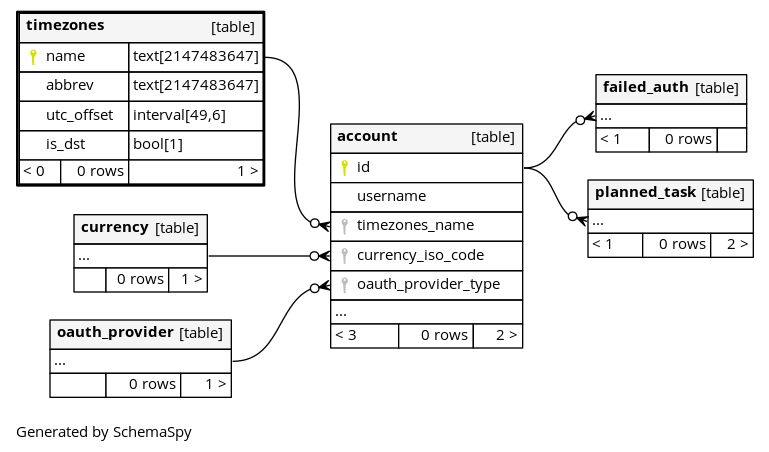 timezones [table]
name text[2147483647]
abbrev text[2147483647]
utc_offset interval[49,6]
is_dst bool[1]
< 0 0 rows 1 >
currency [table]
...
0 rows 1 >
oauth_provider [table]
...
0 rows 1 >
account [table]
id
username
timezones_name
currency_iso_code
oauth_provider_type
...
< 3 0 rows 2 >
failed_auth [table]
...
< 1 0 rows
planned_task [table]
...
< 1 0 rows 2 >
Generated by SchemaSpy